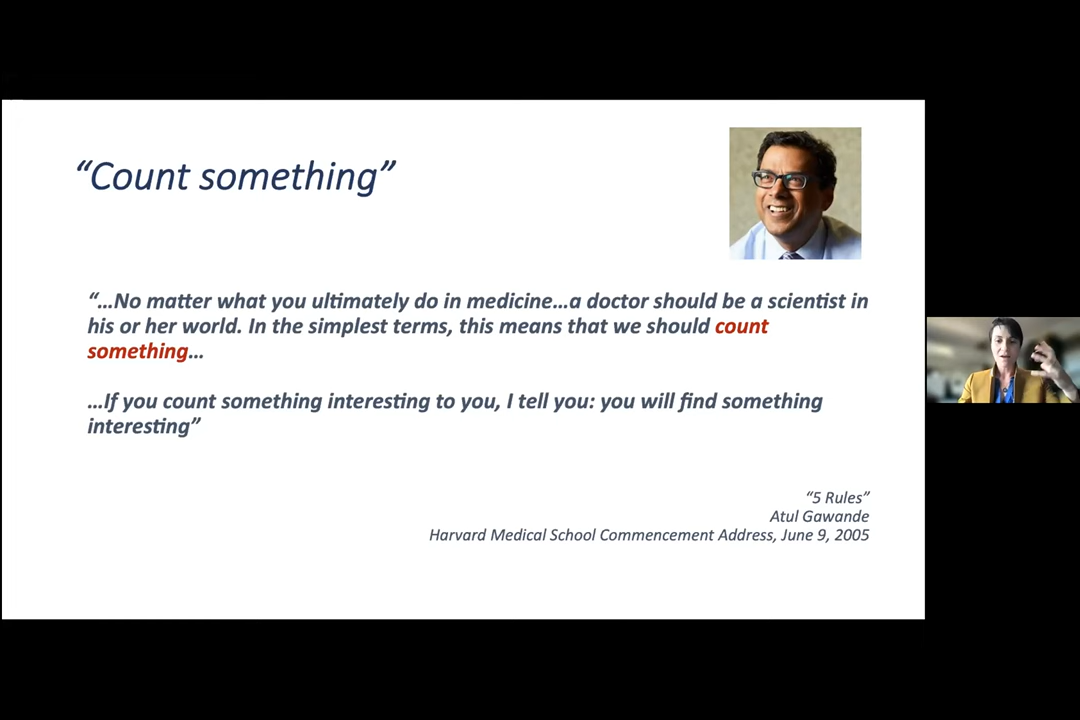 “Count something”
“...No matter what you ultimately do in medicine...a doctor should be a scientist in
his or her world. In the simplest terms, this means that we should count
something...
...If you count something interesting to you, I tell you: you will find something
interesting”
“5 Rules”
Atul Gawande
Harvard Medical School Commencement Address, June 9, 2005